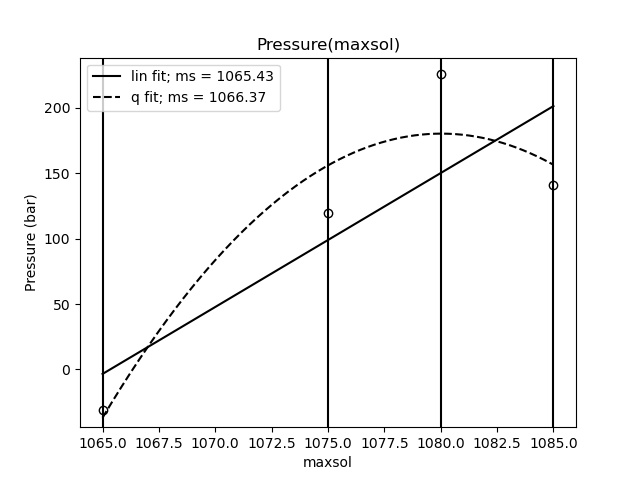 Pressure(maxsol)
lin fit; ms = 1065.43
q fit; ms = 1066.37
Pressure (bar)
200
150
100
50
0
1065.0 1067.5 1070.0 1072.5 1075.0 1077.5 1080.0 1082.5 1085.0
maxsol